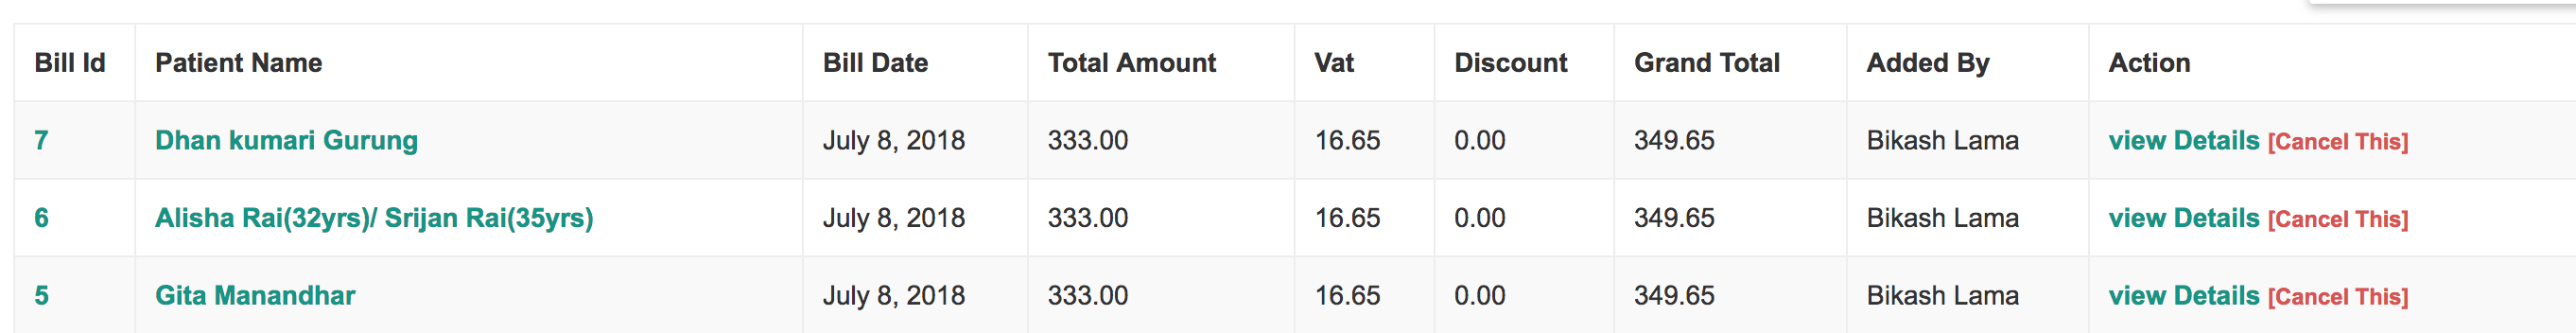 Bill Id Patient Name Bill Date Total Amount Vat Discount Grand Total Added By Action
7 Dhan kumari Gurung July 8, 2018 333.00 16.65 0.00 349.65 Bikash Lama view Details [Cancel This]
6 Alisha Rai(32yrs)/ Srijan Rai(35yrs) July 8, 2018 333.00 16.65 0.00 349.65 Bikash Lama view Details [Cancel This]
5 Gita Manandhar July 8, 2018 333.00 16.65 0.00 349.65 Bikash Lama view Details [Cancel This]